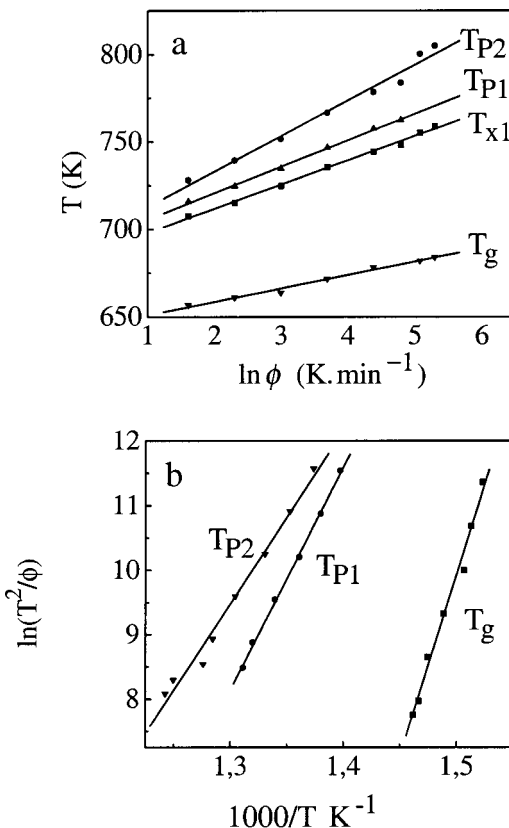 a
800
750
700
650
T (K)
T_P2
T_P1
T_x1
T_g
1 2 3 4 5 6
ln ϕ (K.min⁻¹)
b
12
11
10
9
8
ln(T²/ϕ)
T_P2
T_P1
T_g
1,3 1,4 1,5
1000/T K⁻¹